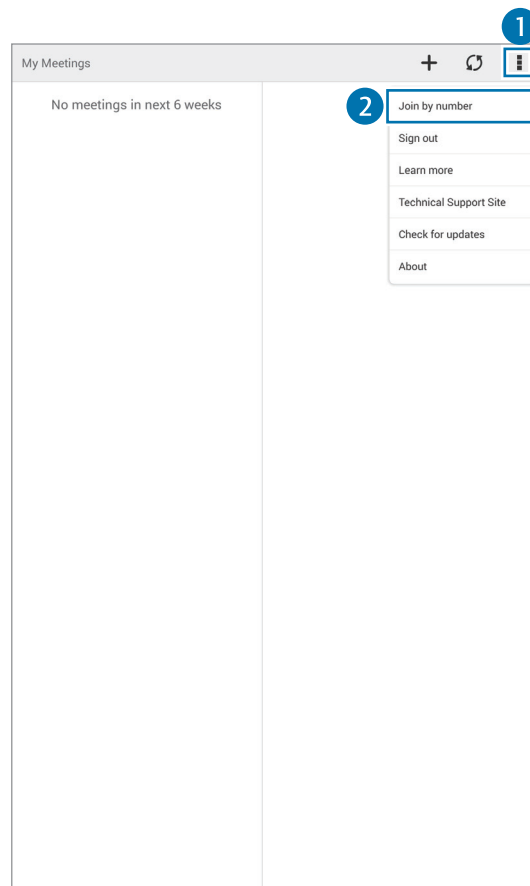 1
My Meetings
No meetings in next 6 weeks
2
Join by number
Sign out
Learn more
Technical Support Site
Check for updates
About